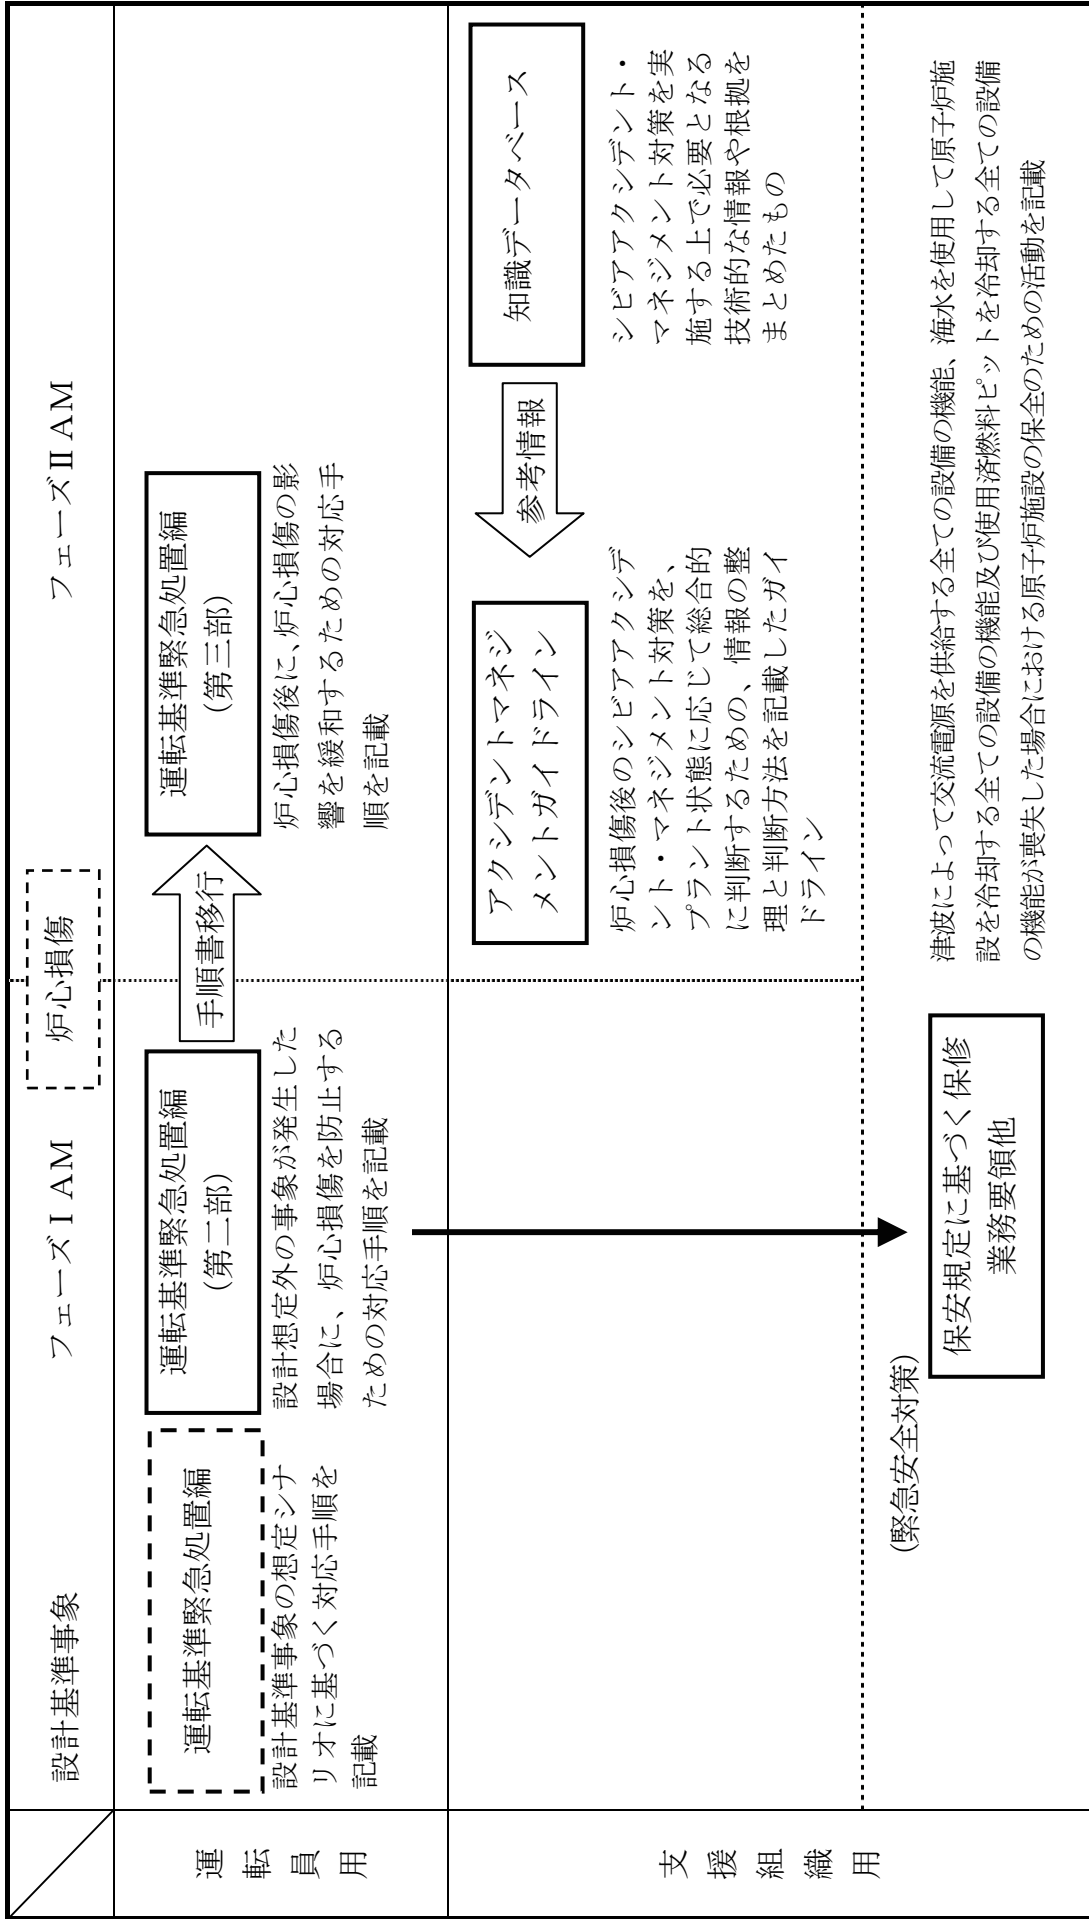 設計基準事象
フェーズⅠAM
炉心損傷
フェーズⅡAM
運転員用
運転基準緊急処置編
設計基準事象の想定シナ
リオに基づく対応手順を
記載
運転基準緊急処置編
(第二部)
設計想定外の事象が発生した
場合に、炉心損傷を防止する
ための対応手順を記載
手順書移行
運転基準緊急処置編
(第三部)
炉心損傷後に、炉心損傷の影
響を緩和するための対応手
順を記載
支援組織用
アクシデントマネジ
メントガイドライン
炉心損傷後のシビアアクシデ
ント・マネジメント対策を、
プラント状態に応じて総合的
に判断するための、情報の整
理と判断方法を記載したガイ
ドライン
参考情報
知識データベース
シビアアクシデント・
マネジメント対策を実
施する上で必要となる
技術的な情報や根拠を
まとめたもの
(緊急安全対策)
保安規定に基づく保修
業務要領他
津波によって交流電源を供給する全ての設備の機能、海水を使用して原子炉施
設を冷却する全ての設備の機能及び使用済燃料ピットを冷却する全ての設備
の機能が喪失した場合における原子炉施設の保全のための活動を記載